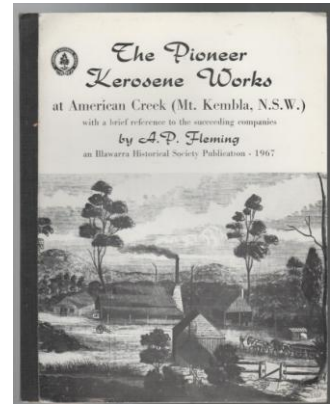 The Pioneer
Kerosene Works
at American Creek (Mt. Kembla, N.S.W.)
with a brief reference to the succeeding companies
by A.P. Fleming
an Illawarra Historical Society Publication - 1967